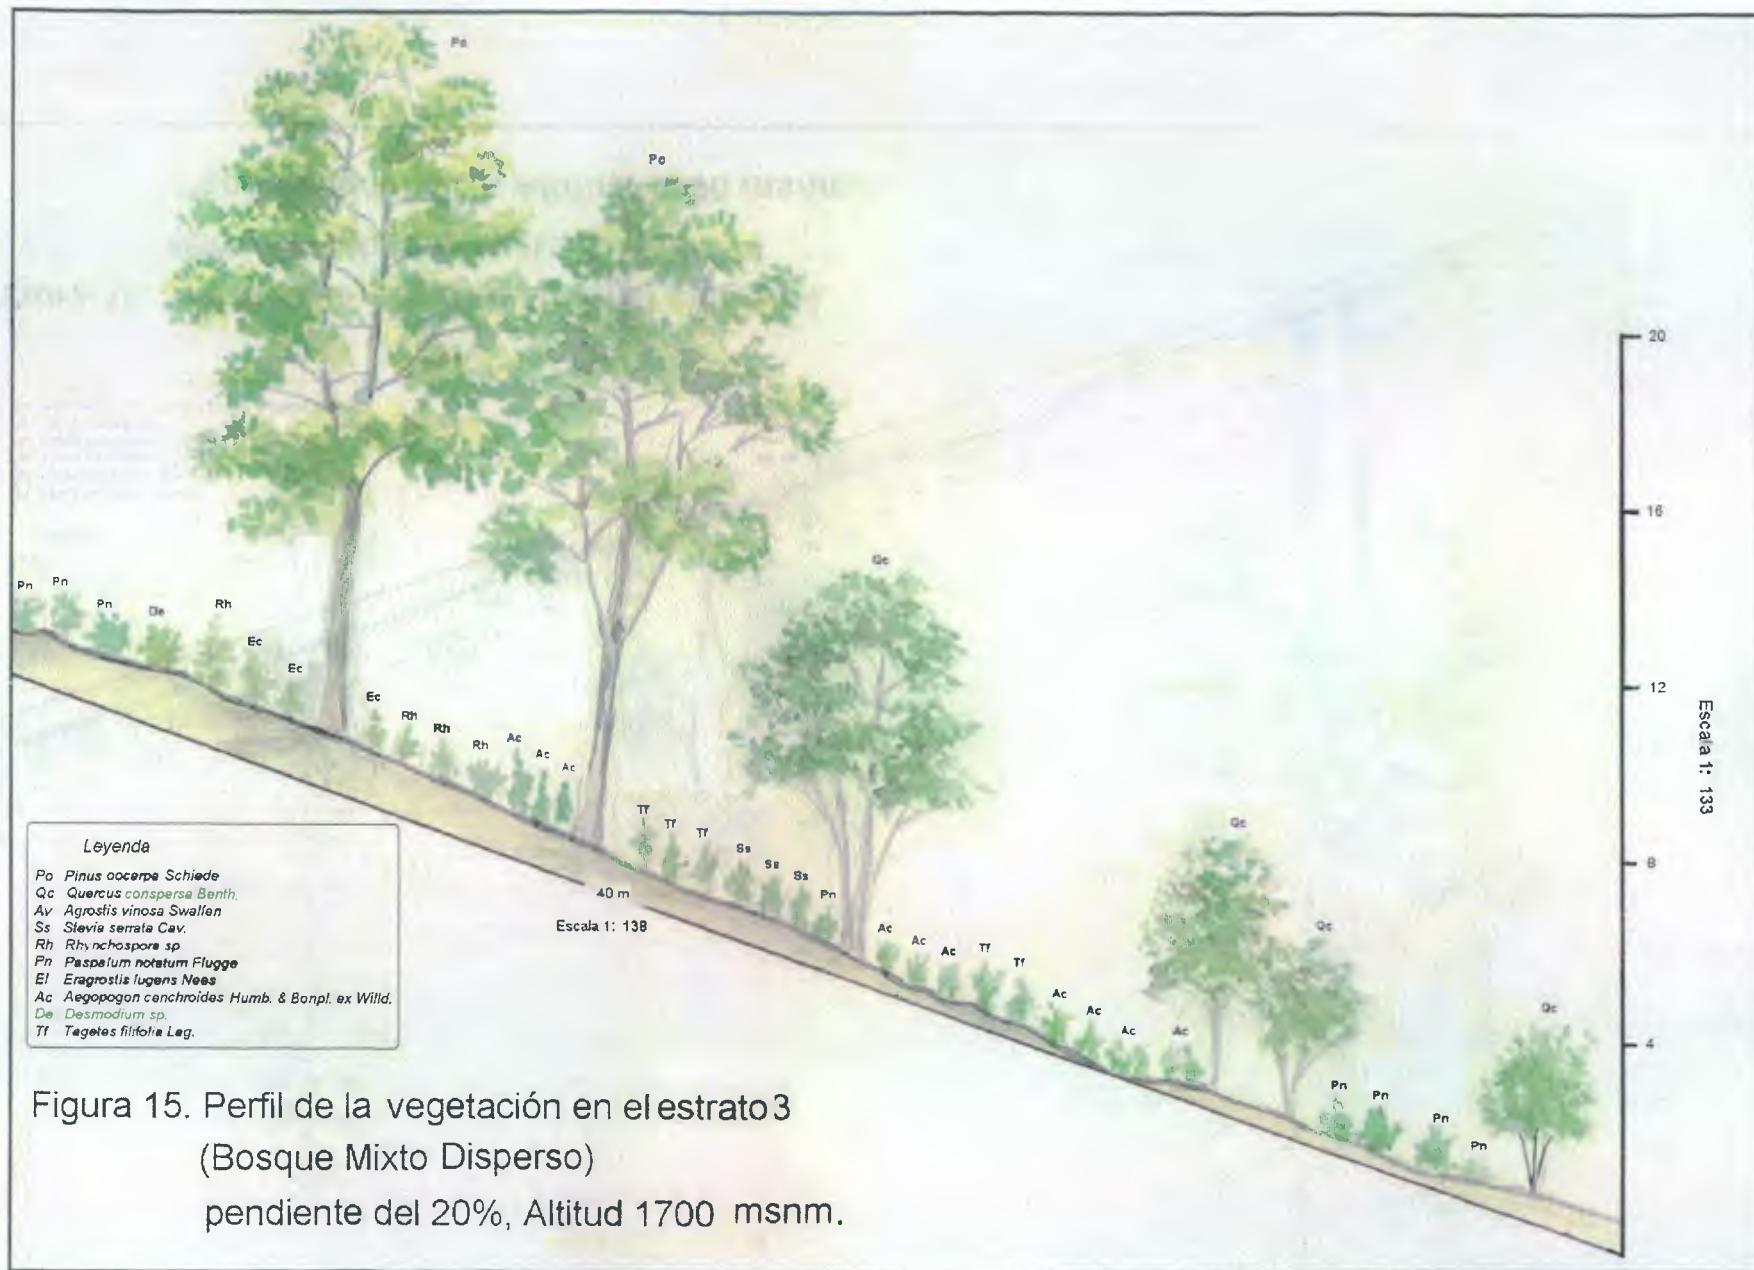 Po
Po
Qc
Pn
Pn
Pn
De
Rh
Ec
Ec
Ec
Rh
Rh
Rh
Ac
Ac
Ac
Tf
Tf
Tf
Ss
Ss
Ss
Pn
Ac
Ac
Ac
Tf
Tf
Ac
Ac
Ac
Ac
Qc
Qc
Qc
Pn
Pn
Pn
Pn
20
16
12
8
4
Escala 1: 133
40 m
Escala 1: 138
Leyenda
Po Pinus oocarpa Schiede
Qc Quercus conspersa Benth.
Av Agrostis vinosa Swallen
Ss Stevia serrata Cav.
Rh Rhynchospora sp
Pn Paspalum notatum Flugge
El Eragrostis lugens Nees
Ac Aegopogon cenchroides Humb. & Bonpl. ex Willd.
De Desmodium sp.
Tf Tagetes filifolia Lag.
Figura 15. Perfil de la vegetación en el estrato 3
(Bosque Mixto Disperso)
pendiente del 20%, Altitud 1700 msnm.